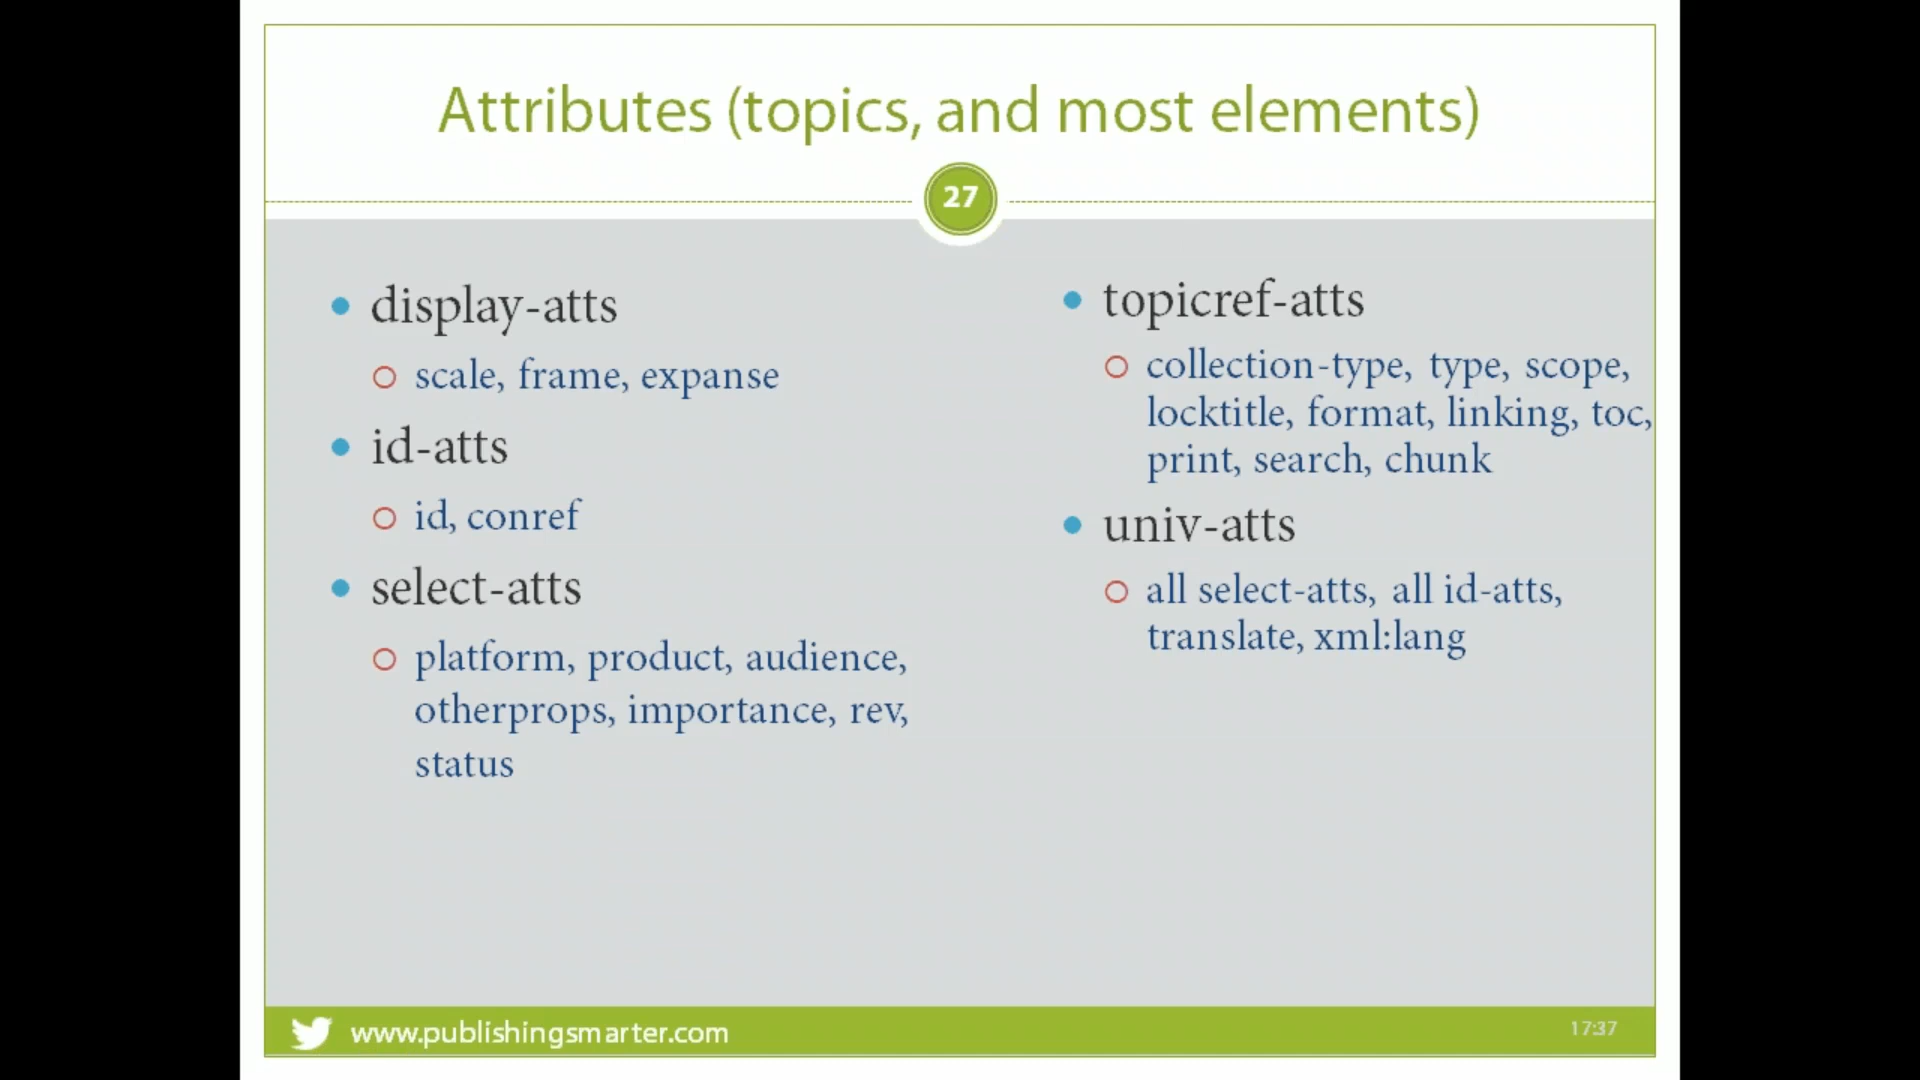 Attributes (topics, and most elements)
27
display-atts
scale, frame, expanse
id-atts
id, conref
select-atts
platform, product, audience,
otherprops, importance, rev,
status
topicref-atts
collection-type, type, scope,
locktitle, format, linking, toc,
print, search, chunk
univ-atts
all select-atts, all id-atts,
translate, xml:lang
www.publishingsmarter.com
17:37